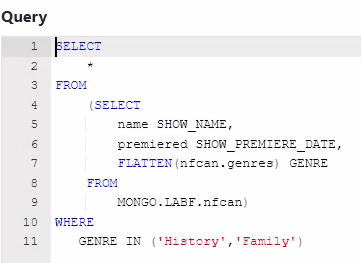 Query
1 SELECT
2 *
3 FROM
4 (SELECT
5 name SHOW_NAME,
6 premiered SHOW_PREMIERE_DATE,
7 FLATTEN(nfcan.genres) GENRE
8 FROM
9 MONGO.LABF.nfcan)
10 WHERE
11 GENRE IN ('History','Family')